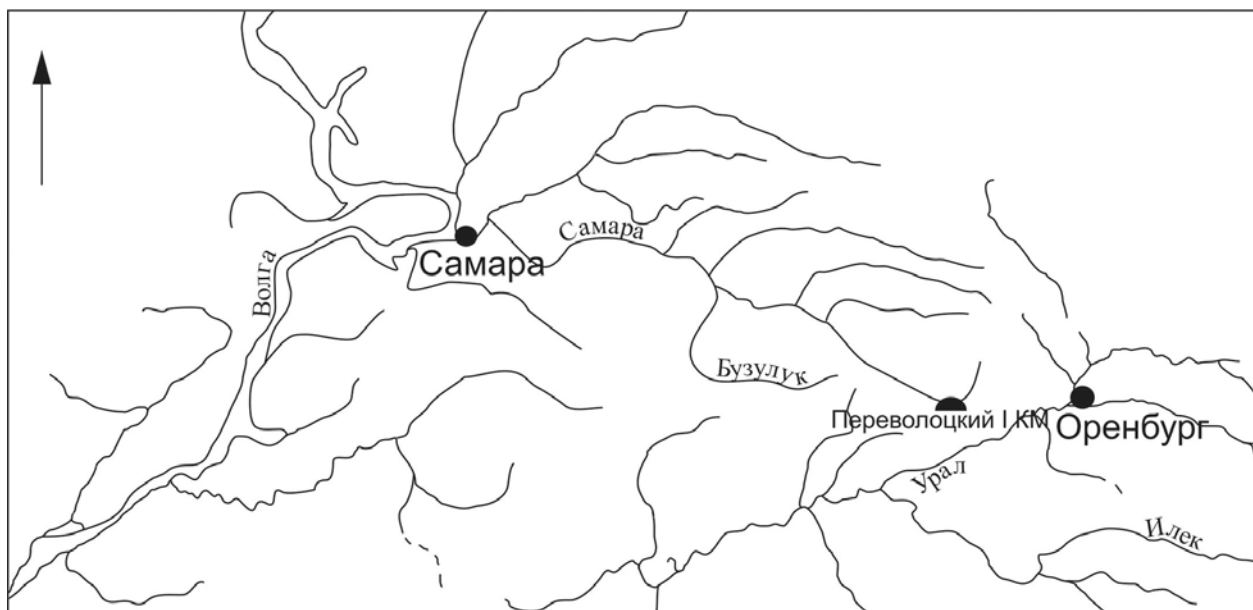 Самара
Волга
Самара
Бузулук
Переволоцкий I КМ
Оренбург
Урал
Илек